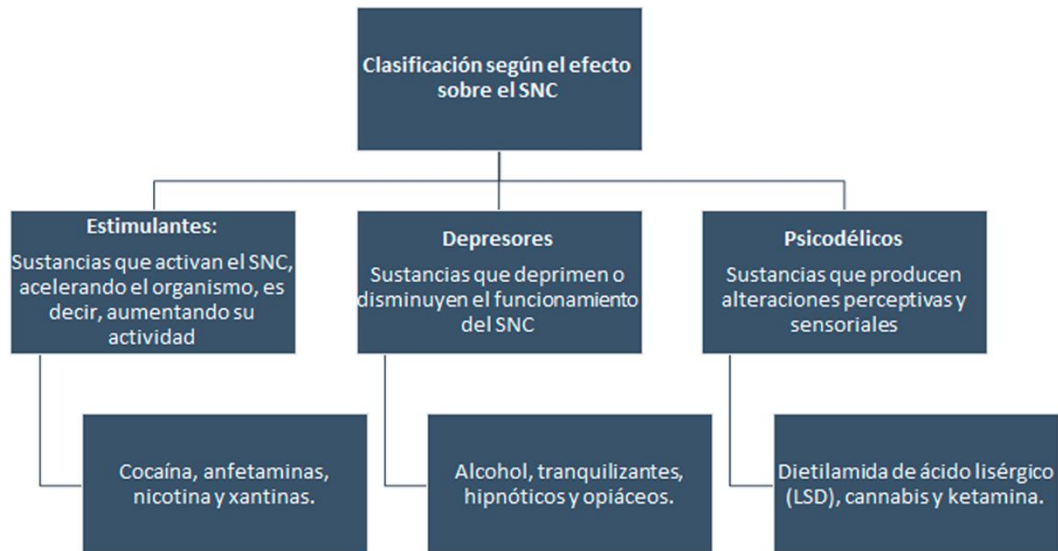 Clasificación según el efecto
sobre el SNC
Estimulantes:
Sustancias que activan el SNC,
acelerando el organismo, es
decir, aumentando su
actividad
Depresores
Sustancias que deprimen o
disminuyen el funcionamiento
del SNC
Psicodélicos
Sustancias que producen
alteraciones perceptivas y
sensoriales
Cocaína, anfetaminas,
nicotina y xantinas.
Alcohol, tranquilizantes,
hipnóticos y opiáceos.
Dietilamida de ácido lisérgico
(LSD), cannabis y ketamina.